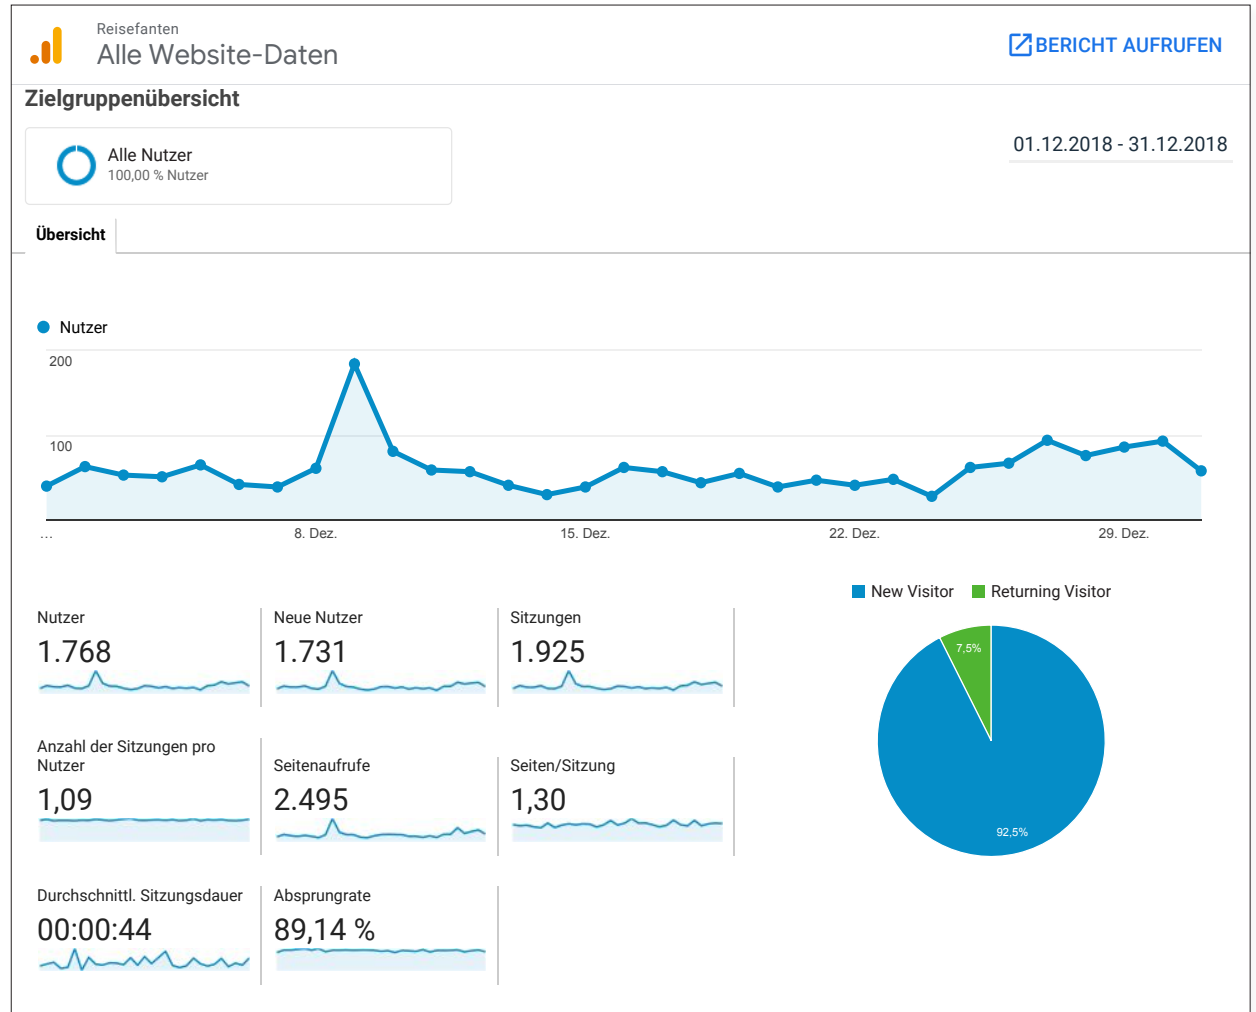 Reisefanten
Alle Website-Daten
BERICHT AUFRUFEN
Zielgruppenübersicht
Alle Nutzer
100,00 % Nutzer
01.12.2018 - 31.12.2018
Übersicht
Nutzer
200
100
…
8. Dez.
15. Dez.
22. Dez.
29. Dez.
New Visitor
Returning Visitor
7,5%
92,5%
Nutzer
1.768
Neue Nutzer
1.731
Sitzungen
1.925
Anzahl der Sitzungen pro
Nutzer
1,09
Seitenaufrufe
2.495
Seiten/Sitzung
1,30
Durchschnittl. Sitzungsdauer
00:00:44
Absprungrate
89,14 %